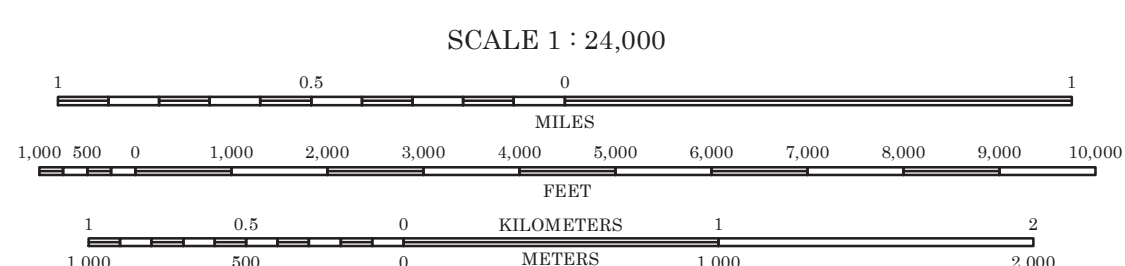 SCALE 1 : 24,000
1 0.5 0 1
MILES
1,000 500 0 1,000 2,000 3,000 4,000 5,000 6,000 7,000 8,000 9,000 10,000
FEET
1 0.5 0 KILOMETERS 1 2
1,000 500 0 METERS 1,000 2,000